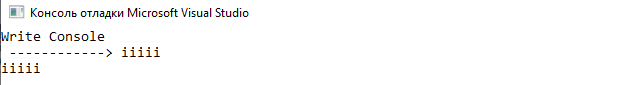 Консоль отладки Microsoft Visual Studio
Write Console
------------> iiiii
iiiii